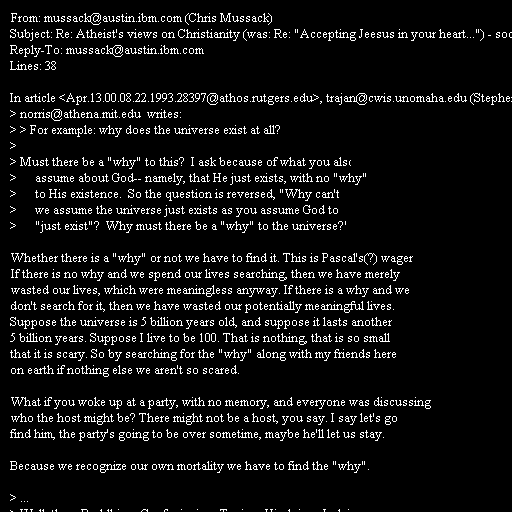 From: mussack@austin.ibm.com (Chris Mussack)
Subject: Re: Atheist's views on Christianity (was: Re: "Accepting Jeesus in your heart...") - soc
Reply-To: mussack@austin.ibm.com
Lines: 38

In article <Apr.13.00.08.22.1993.28397@athos.rutgers.edu>, trajan@cwis.unomaha.edu (Stephe
> norris@athena.mit.edu  writes:
> > For example: why does the universe exist at all?
>
> Must there be a "why" to this?  I ask because of what you also
>      assume about God-- namely, that He just exists, with no "why"
>      to His existence.  So the question is reversed, "Why can't
>      we assume the universe just exists as you assume God to
>      "just exist"?  Why must there be a "why" to the universe?"

Whether there is a "why" or not we have to find it. This is Pascal's(?) wager
If there is no why and we spend our lives searching, then we have merely
wasted our lives, which were meaningless anyway. If there is a why and we
don't search for it, then we have wasted our potentially meaningful lives.
Suppose the universe is 5 billion years old, and suppose it lasts another
5 billion years. Suppose I live to be 100. That is nothing, that is so small
that it is scary. So by searching for the "why" along with my friends here
on earth if nothing else we aren't so scared.

What if you woke up at a party, with no memory, and everyone was discussing
who the host might be? There might not be a host, you say. I say let's go
find him, the party's going to be over sometime, maybe he'll let us stay.

Because we recognize our own mortality we have to find the "why".

> ...